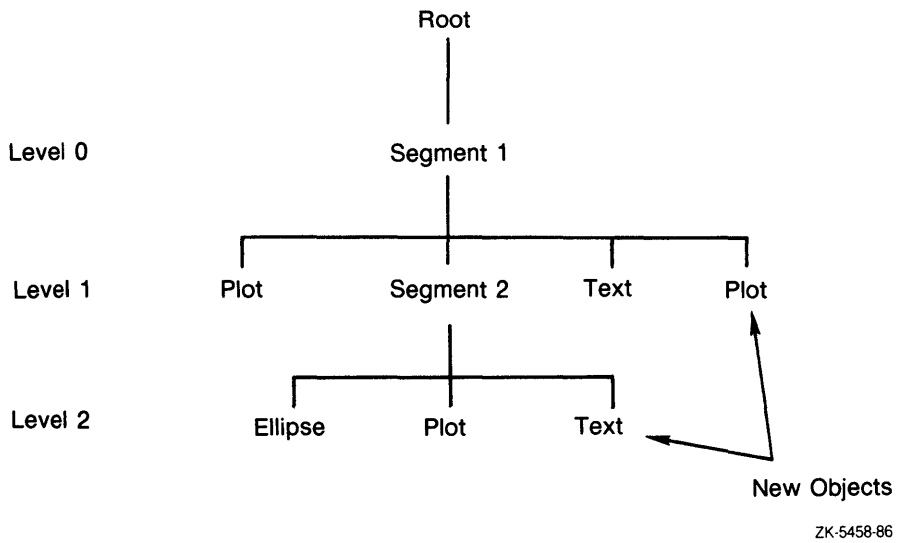 Root
Level 0 Segment 1
Level 1 Plot Segment 2 Text Plot
Level 2 Ellipse Plot Text
New Objects
ZK-5458-86